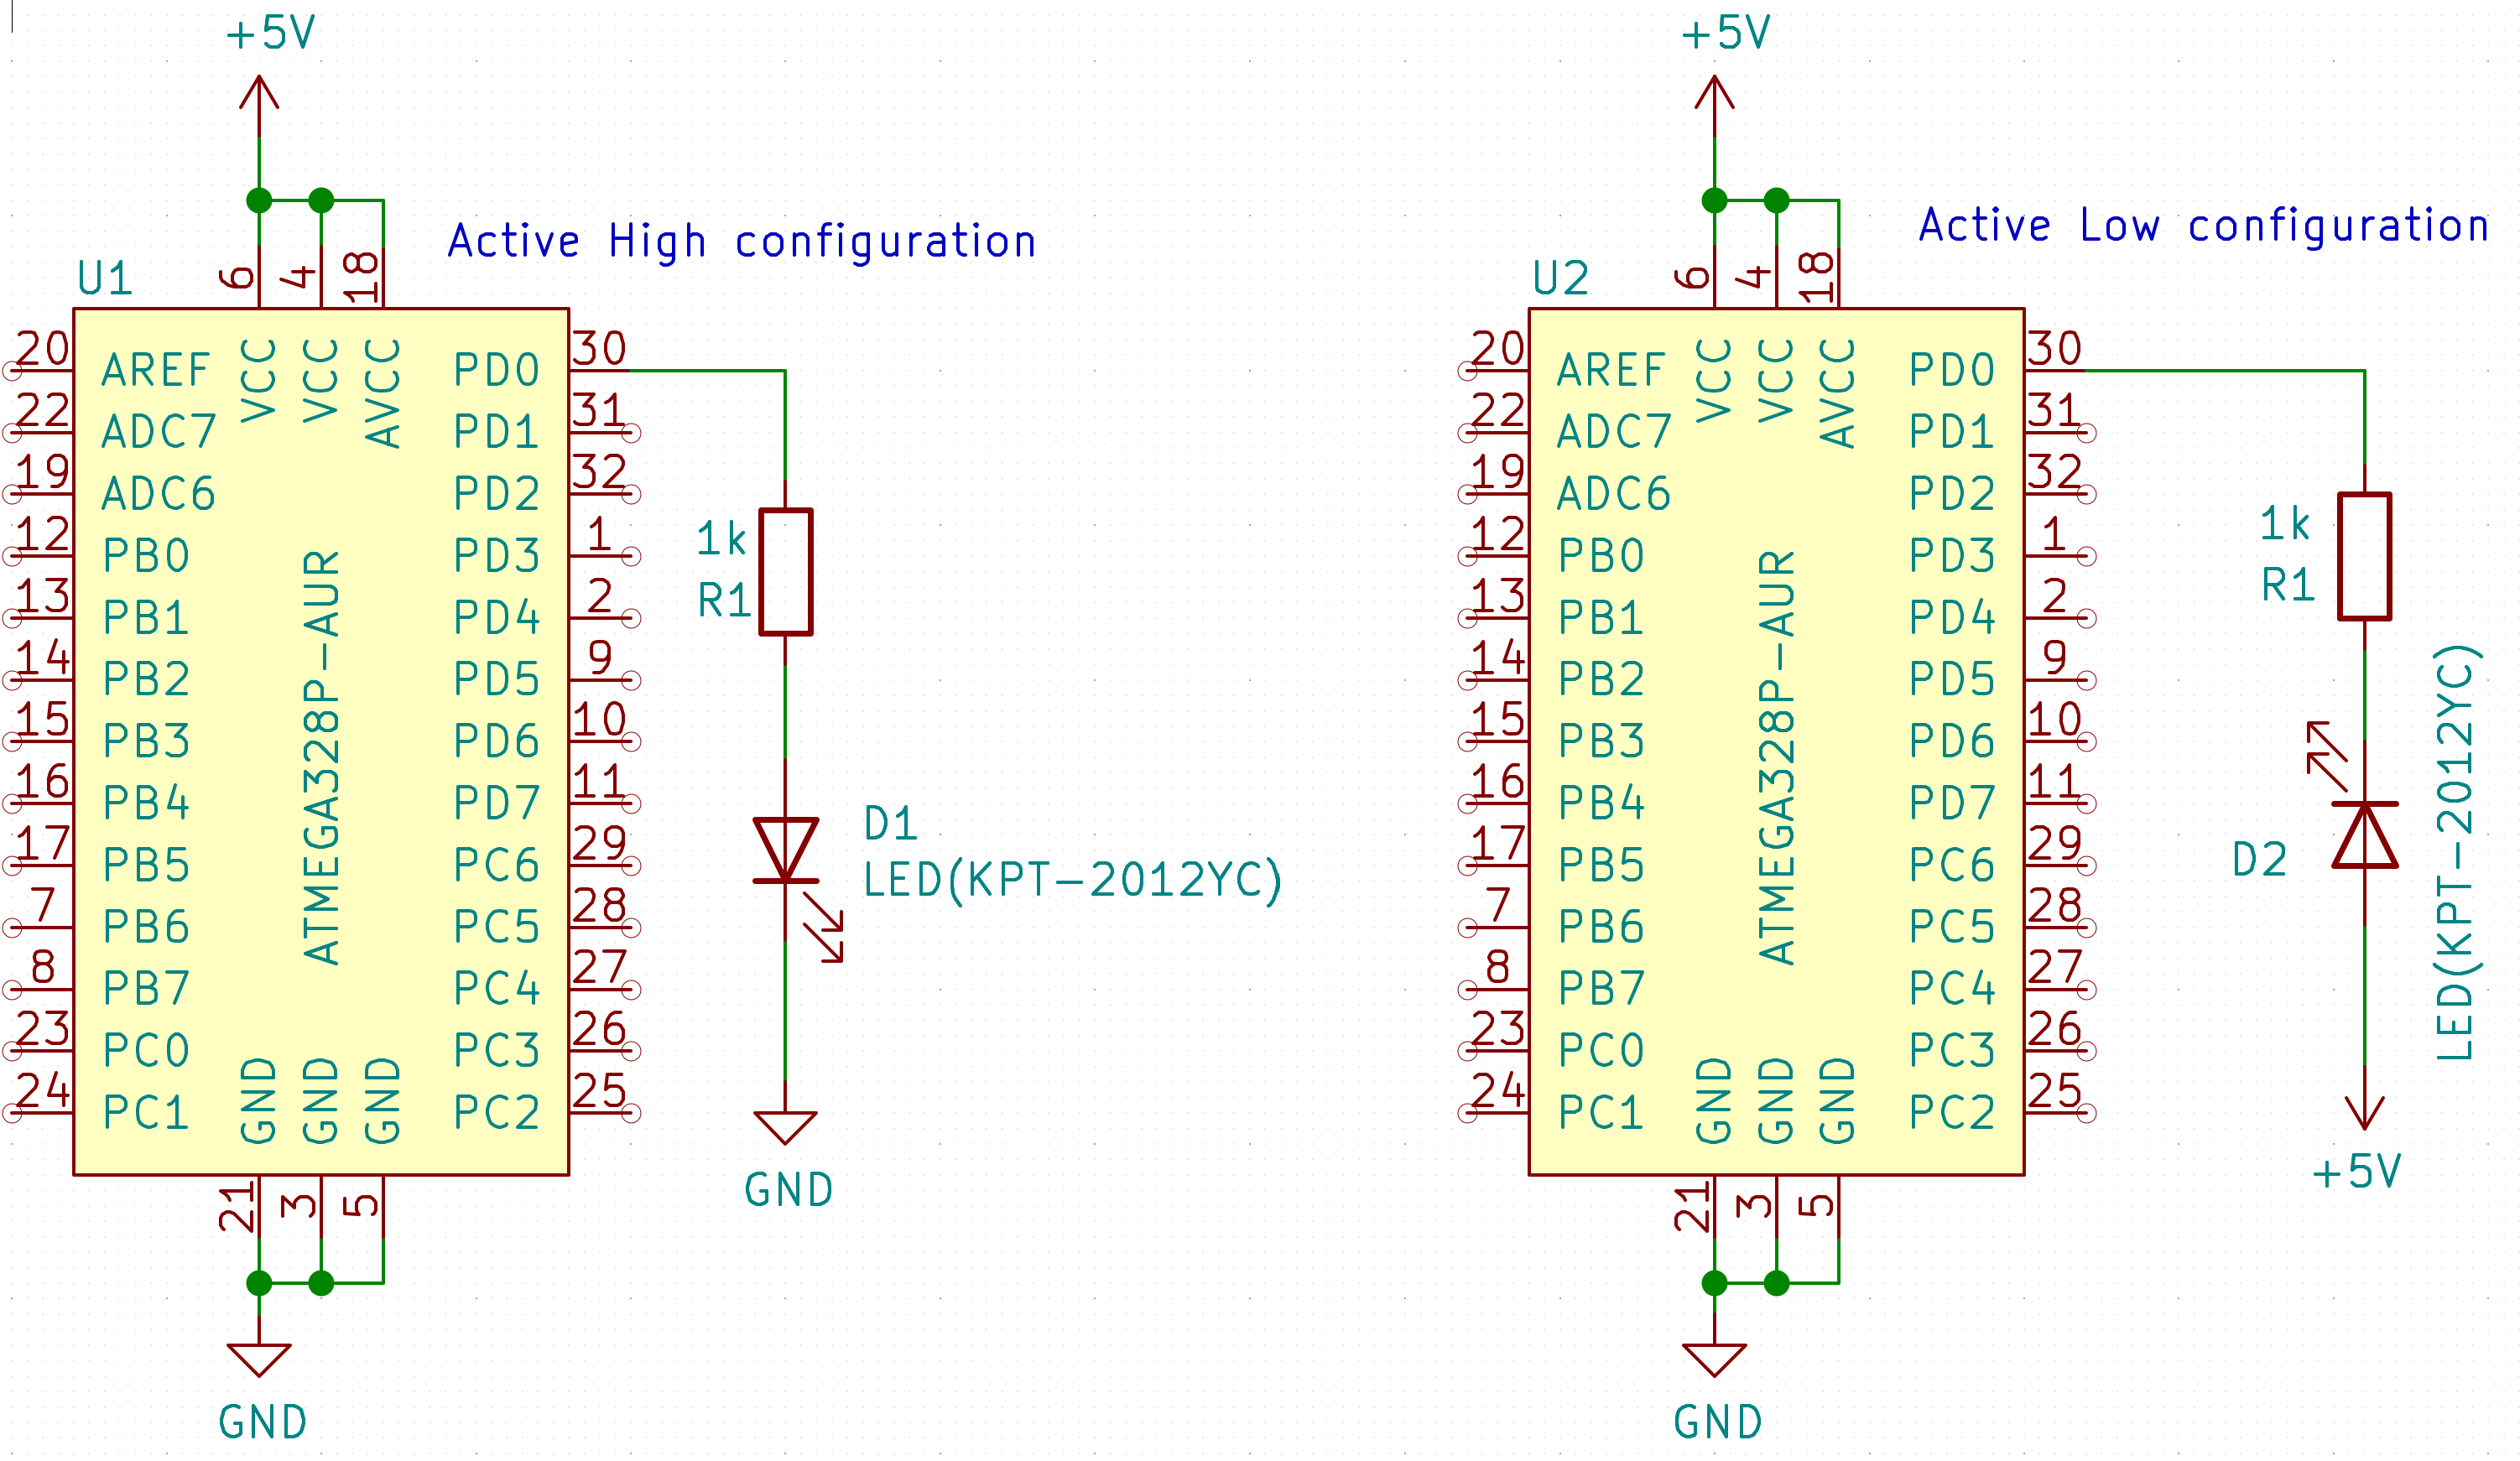 +5V
Active High configuration
U1
6
4
18
VCC
VCC
AVCC
20
AREF
22
ADC7
19
ADC6
12
PB0
13
PB1
14
PB2
15
PB3
16
PB4
17
PB5
7
PB6
8
PB7
23
PC0
24
PC1
ATMEGA328P-AUR
30
PD0
31
PD1
32
PD2
1
PD3
2
PD4
9
PD5
10
PD6
11
PD7
29
PC6
28
PC5
27
PC4
26
PC3
25
PC2
GND
GND
GND
21
3
5
GND
1k
R1
D1
LED(KPT-2012YC)
GND
+5V
Active Low configuration
U2
6
4
18
VCC
VCC
AVCC
20
AREF
22
ADC7
19
ADC6
12
PB0
13
PB1
14
PB2
15
PB3
16
PB4
17
PB5
7
PB6
8
PB7
23
PC0
24
PC1
ATMEGA328P-AUR
30
PD0
31
PD1
32
PD2
1
PD3
2
PD4
9
PD5
10
PD6
11
PD7
29
PC6
28
PC5
27
PC4
26
PC3
25
PC2
GND
GND
GND
21
3
5
GND
1k
R1
D2
LED(KPT-2012YC)
+5V